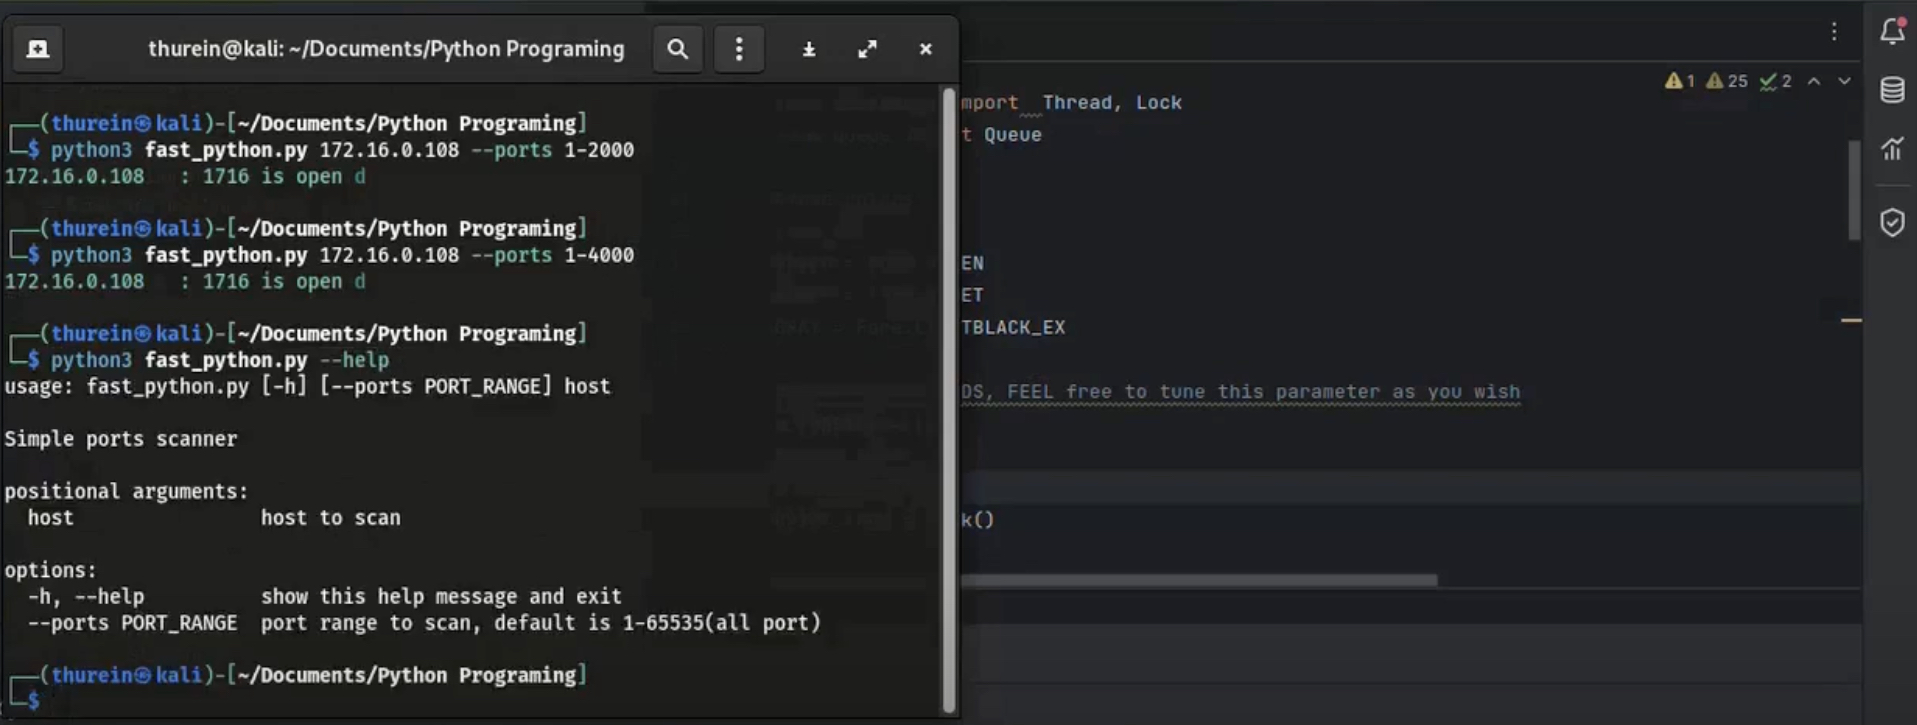 thurein@kali: ~/Documents/Python Programing
┌──(thurein㉿kali)-[~/Documents/Python Programing]
└─$ python3 fast_python.py 172.16.0.108 --ports 1-2000
172.16.0.108   : 1716 is open d
┌──(thurein㉿kali)-[~/Documents/Python Programing]
└─$ python3 fast_python.py 172.16.0.108 --ports 1-4000
172.16.0.108   : 1716 is open d
┌──(thurein㉿kali)-[~/Documents/Python Programing]
└─$ python3 fast_python.py --help
usage: fast_python.py [-h] [--ports PORT_RANGE] host
Simple ports scanner
positional arguments:
  host                host to scan
options:
  -h, --help          show this help message and exit
  --ports PORT_RANGE  port range to scan, default is 1-65535(all port)
┌──(thurein㉿kali)-[~/Documents/Python Programing]
└─$
1 25 2
mport Thread, Lock
t Queue
EN
ET
TBLACK_EX
DS, FEEL free to tune this parameter as you wish
k()